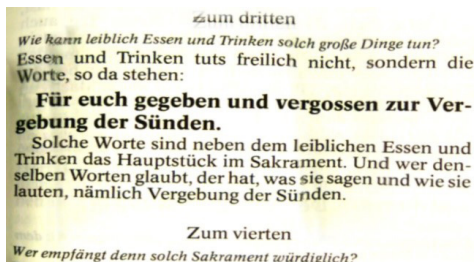 Zum dritten
Wie kann leiblich Essen und Trinken solch große Dinge tun?
Essen und Trinken tuts freilich nicht, sondern die
Worte, so da stehen:
Für euch gegeben und vergossen zur Ver-
gebung der Sünden.
Solche Worte sind neben dem leiblichen Essen und
Trinken das Hauptstück im Sakrament. Und wer den-
selben Worten glaubt, der hat, was sie sagen und wie sie
lauten, nämlich Vergebung der Sünden.
Zum vierten
Wer empfängt denn solch Sakrament würdiglich?